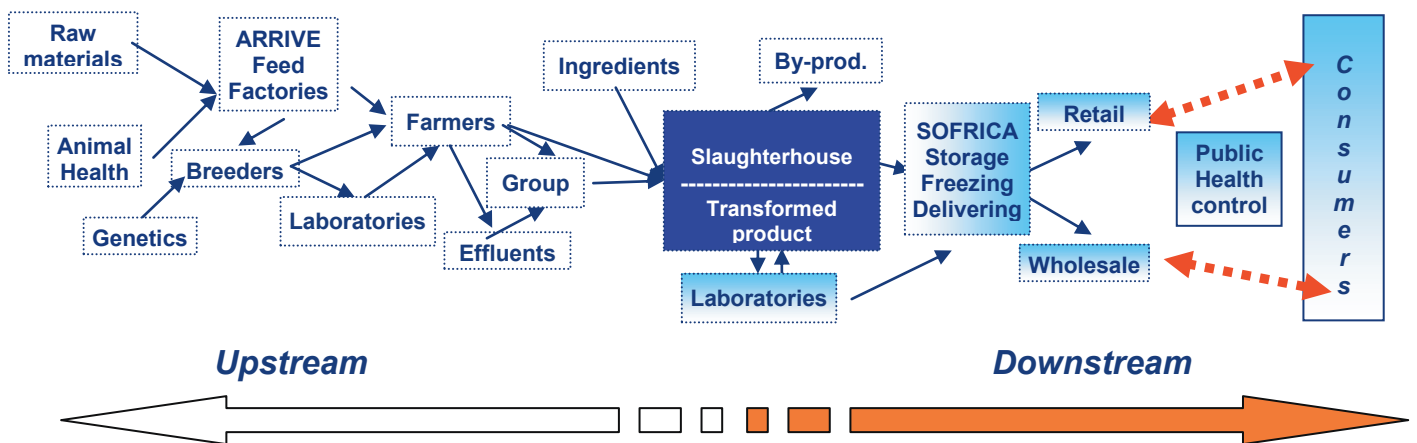 Raw
materials
ARRIVE
Feed
Factories
Animal
Health
Breeders
Genetics
Laboratories
Farmers
Group
Effluents
Ingredients
By-prod.
Slaughterhouse
------------------------
Transformed
product
Laboratories
SOFRICA
Storage
Freezing
Delivering
Retail
Wholesale
Public
Health
control
C
o
n
s
u
m
e
r
s
Upstream
Downstream